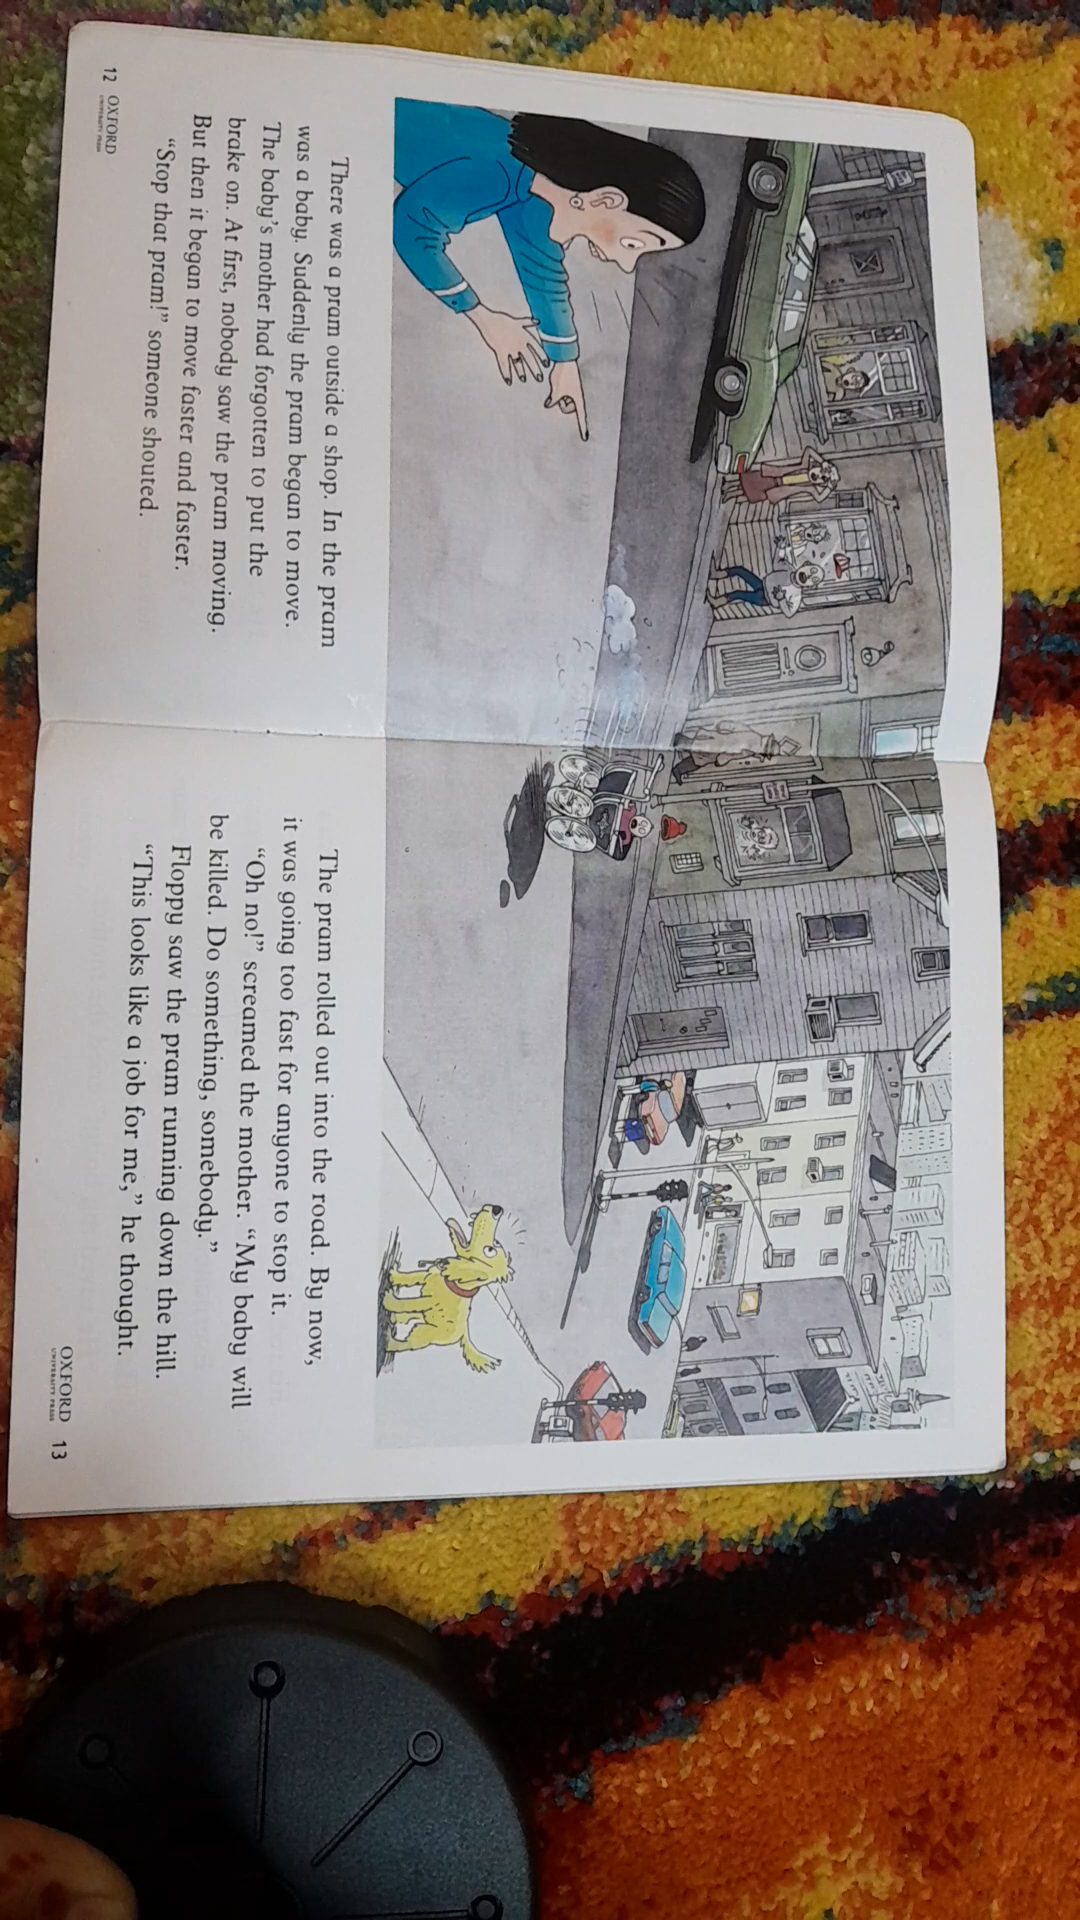 There was a pram outside a shop. In the pram
was a baby. Suddenly the pram began to move.
The baby's mother had forgotten to put the
brake on. At first, nobody saw the pram moving.
But then it began to move faster and faster.
“Stop that pram!” someone shouted.
12 OXFORD
UNIVERSITY PRESS
The pram rolled out into the road. By now,
it was going too fast for anyone to stop it.
“Oh no!” screamed the mother. “My baby will
be killed. Do something, somebody.”
Floppy saw the pram running down the hill.
“This looks like a job for me,” he thought.
OXFORD 13
UNIVERSITY PRESS